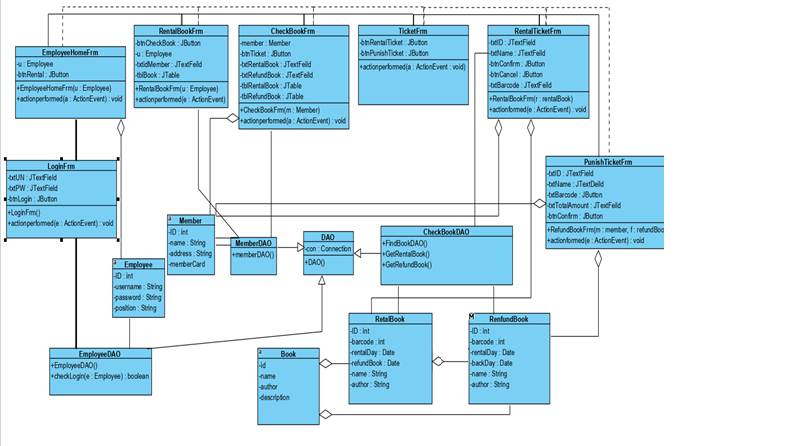 EmployeeHomeFrm
-u : Employee
-btnRental : JButton
+EmployeeHomeFrm(u : Employee)
+actionperformed(a : ActionEvent) : void
RentalBookFrm
-btnCheckBook : JButton
-u : Employee
-txtidMember : JTextFeild
-tblBook : JTable
+RentalBookFrm(u : Employee)
+actionperformed(e : ActionEvent)
CheckBookFrm
-member : Member
-btnTicket : JButton
-txtRentalBook : JTextFeild
-txtRefundBook : JTextFeild
-tblRentalBook : JTable
-tblRefundBook : JTable
+CheckBookFrm(m : Member)
+actionperformed(a : ActionEvent) : void
TicketFrm
-btnRentalTicket : JButton
-btnPunishTicket : JButton
+actionperformed(a : ActionEvent : void)
RentalTicketFrm
-txtID : JTextField
-txtName : JTextFeild
-btnConfirm : JButton
-btnCancel : JButton
-txtBarcode : JTextFeild
+RentalBookFrm(r : rentalBook)
+actionformed(e : ActionEvent) : void
LoginFrm
-txtUN : JTextField
-txtPW : JTextField
-btnLogin : JButton
+LoginFrm()
+actionperformed(e : ActionEvent) : void
PunishTicketFrm
-txtID : JTextField
-txtName : JTextDeild
-txtBarcode : JButton
-txtTotalAmount : JTextFeild
-btnConfirm : JButton
+RefundBookFrm(m : member, f : refundBoo
+actionformed(e : ActionEvent) : void
Member
-ID : int
-name : String
-address : String
-memberCard
MemberDAO
+memberDAO()
DAO
-con : Connection
+DAO()
CheckBookDAO
+FindBookDAO()
+GetRentalBook()
+GetRefundBook()
Employee
-ID : int
-username : String
-password : String
-position : String
EmployeeDAO
+EmployeeDAO()
+checkLogin(e : Employee) : boolean
Book
-id
-name
-author
-description
RetalBook
-ID : int
-barcode : int
-rentalDay : Date
-refundBook : Date
-name : String
-author : String
RenfundBook
-ID : int
-barcode : int
-rentalDay : Date
-backDay : Date
-name : String
-author : String